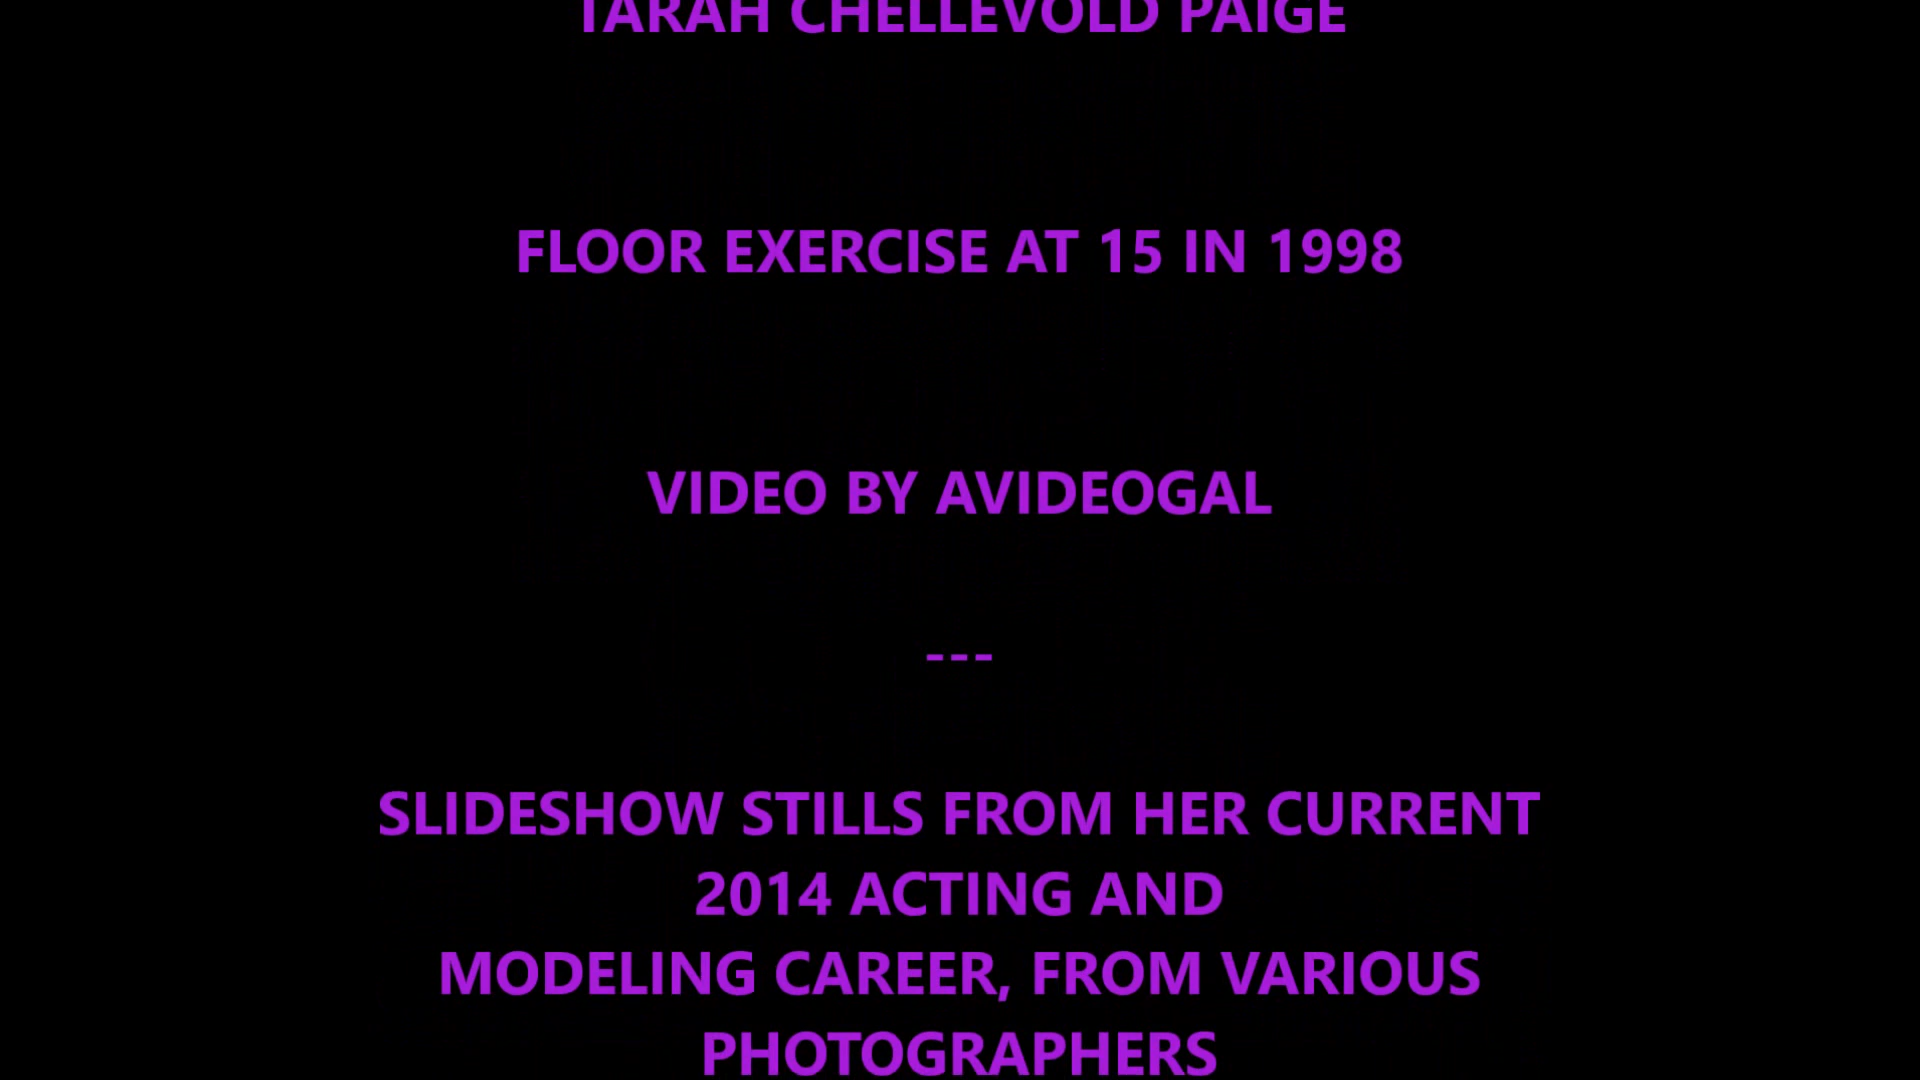 TARAH CHELLEVOLD PAIGE
FLOOR EXERCISE AT 15 IN 1998
VIDEO BY AVIDEOGAL
---
SLIDESHOW STILLS FROM HER CURRENT
2014 ACTING AND
MODELING CAREER, FROM VARIOUS
PHOTOGRAPHERS